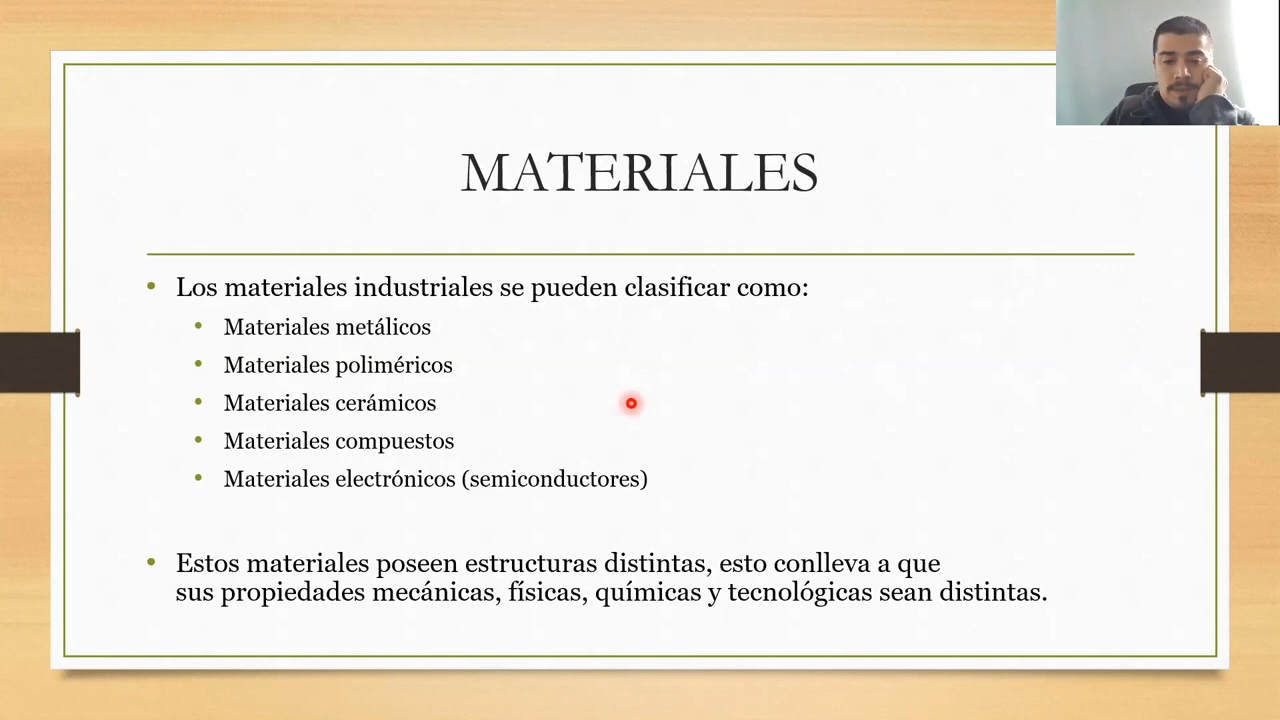 MATERIALES
• Los materiales industriales se pueden clasificar como:
• Materiales metálicos
• Materiales poliméricos
• Materiales cerámicos
• Materiales compuestos
• Materiales electrónicos (semiconductores)
• Estos materiales poseen estructuras distintas, esto conlleva a que
sus propiedades mecánicas, físicas, químicas y tecnológicas sean distintas.